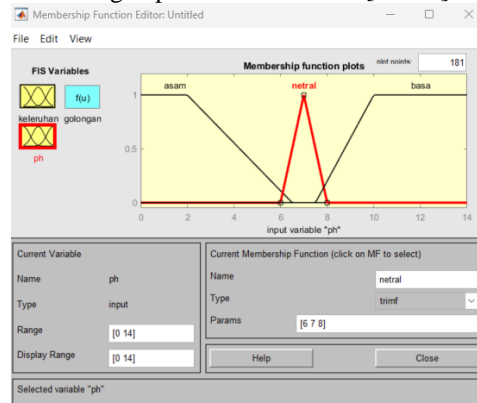 Membership Function Editor: Untitled
File Edit View
FIS Variables
f(u)
keleruhan golongan
ph
Membership function plots
plot points:
181
asam netral basa
1
0.5
0
0 2 4 6 8 10 12 14
input variable "ph"
Current Variable
Name ph
Type input
Range [0 14]
Display Range [0 14]
Current Membership Function (click on MF to select)
Name netral
Type trimf
Params [6 7 8]
Help Close
Selected variable "ph"